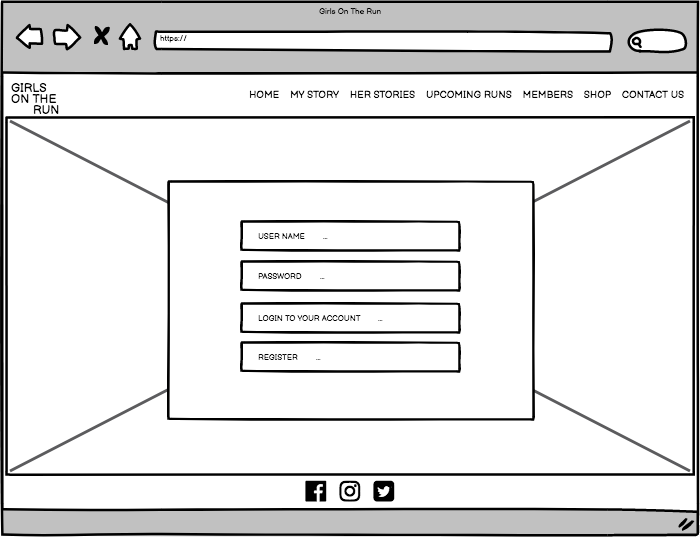 Girls On The Run
https://
GIRLS
ON THE
RUN
HOME MY STORY HER STORIES UPCOMING RUNS MEMBERS SHOP CONTACT US
USER NAME ...
PASSWORD ...
LOGIN TO YOUR ACCOUNT ...
REGISTER ...